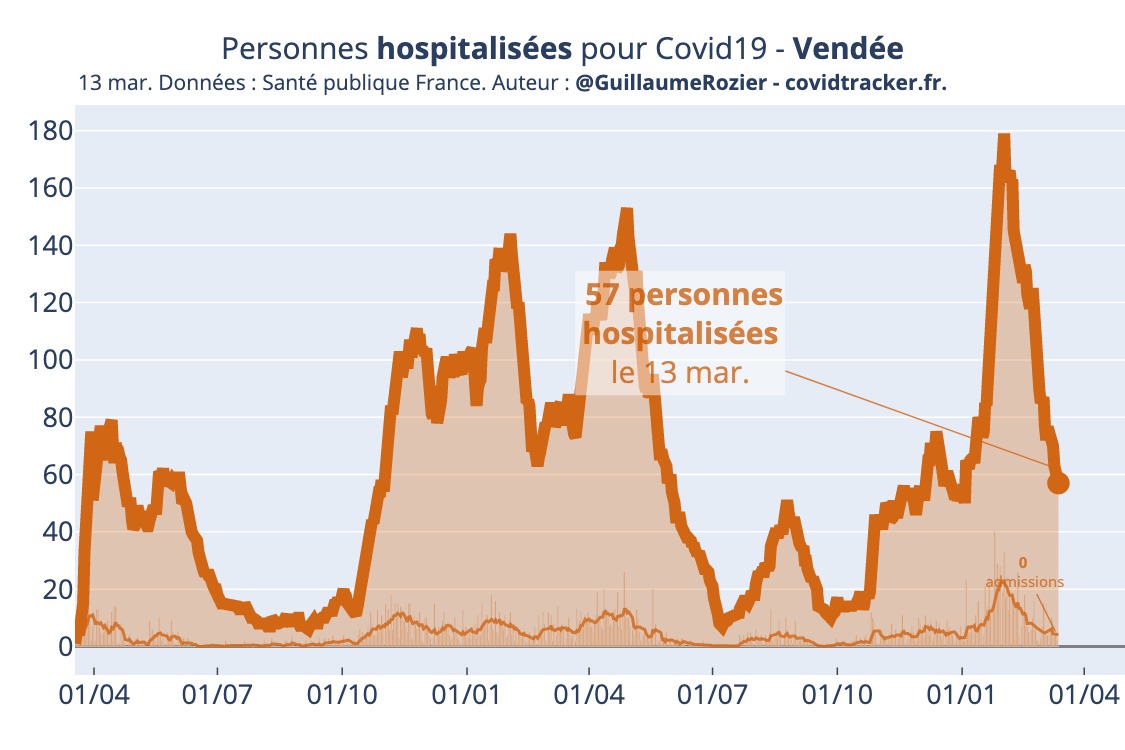 Personnes hospitalisées pour Covid19 - Vendée
13 mar. Données : Santé publique France. Auteur : @GuillaumeRozier - covidtracker.fr.
180
160
140
120
100
80
60
40
20
0
57 personnes
hospitalisées
le 13 mar.
0
admissions
01/04 01/07 01/10 01/01 01/04 01/07 01/10 01/01 01/04